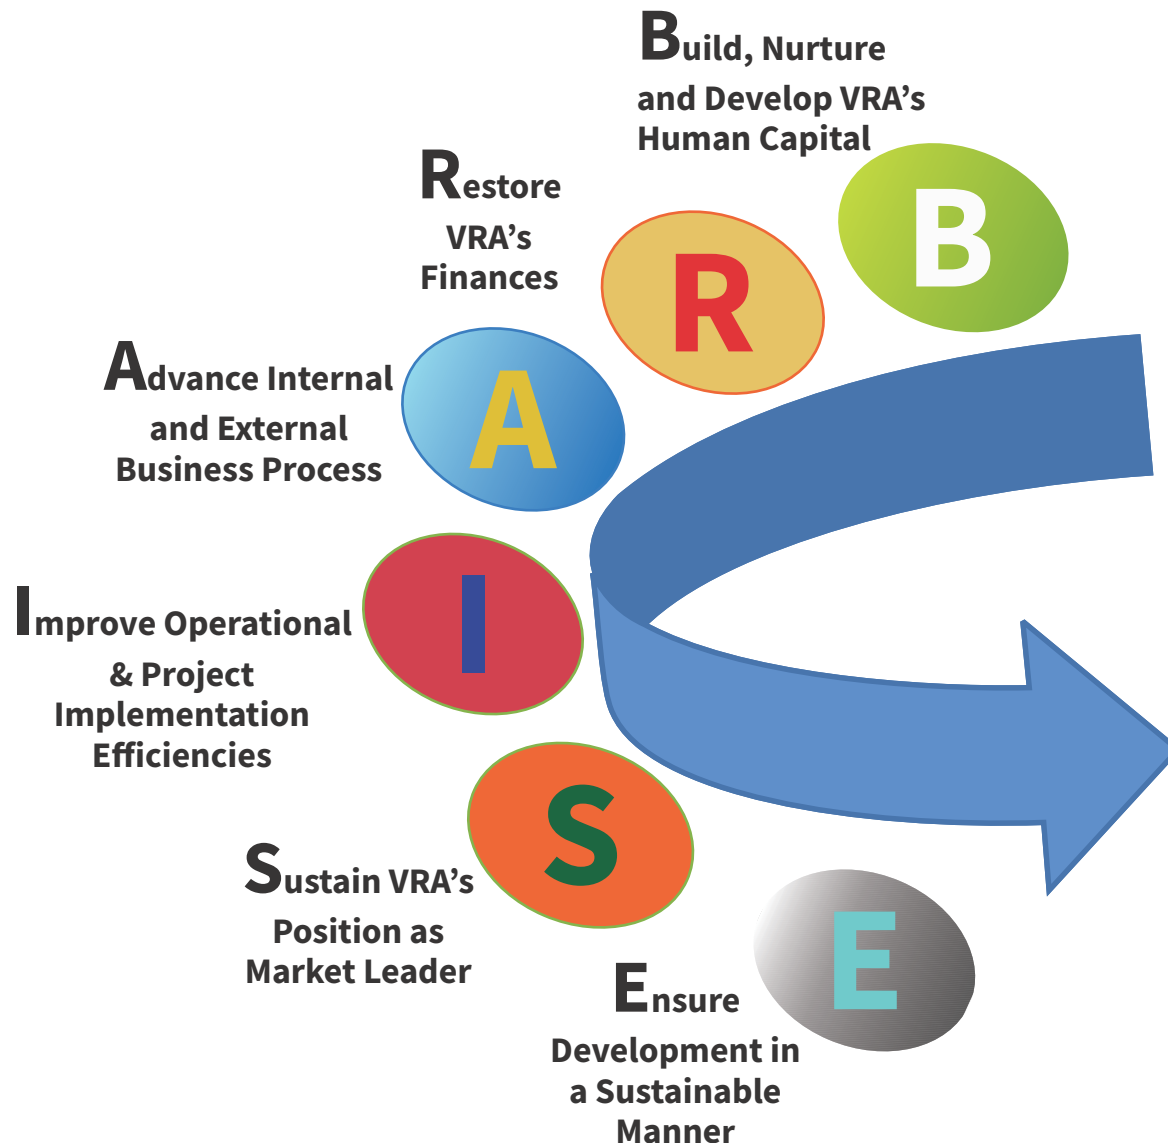 Build, Nurture
and Develop VRA’s
Human Capital
B
Restore
VRA’s
Finances
R
Advance Internal
and External
Business Process
A
Improve Operational
& Project
Implementation
Efficiencies
I
Sustain VRA’s
Position as
Market Leader
S
Ensure
Development in
a Sustainable
Manner
E